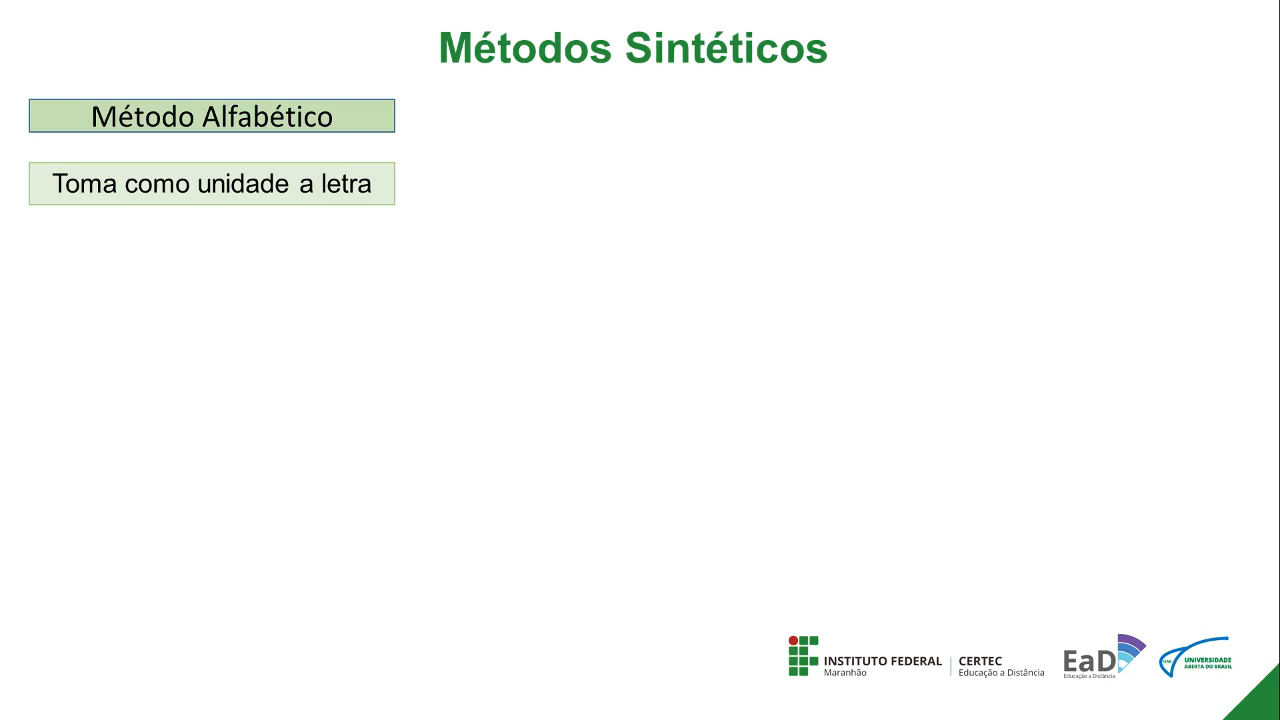 Métodos Sintéticos
Método Alfabético
Toma como unidade a letra
INSTITUTO FEDERAL
Maranhão
CERTEC
Educação a Distância
EaD
Educação a Distância
UAB
UNIVERSIDADE
ABERTA DO BRASIL